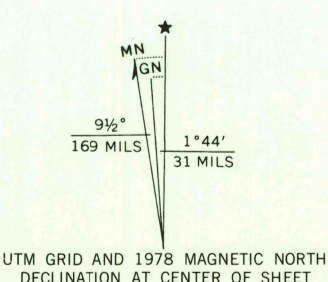 MN
GN
9½°
169 MILS
1°44′
31 MILS
UTM GRID AND 1978 MAGNETIC NORTH
DECLINATION AT CENTER OF SHEET